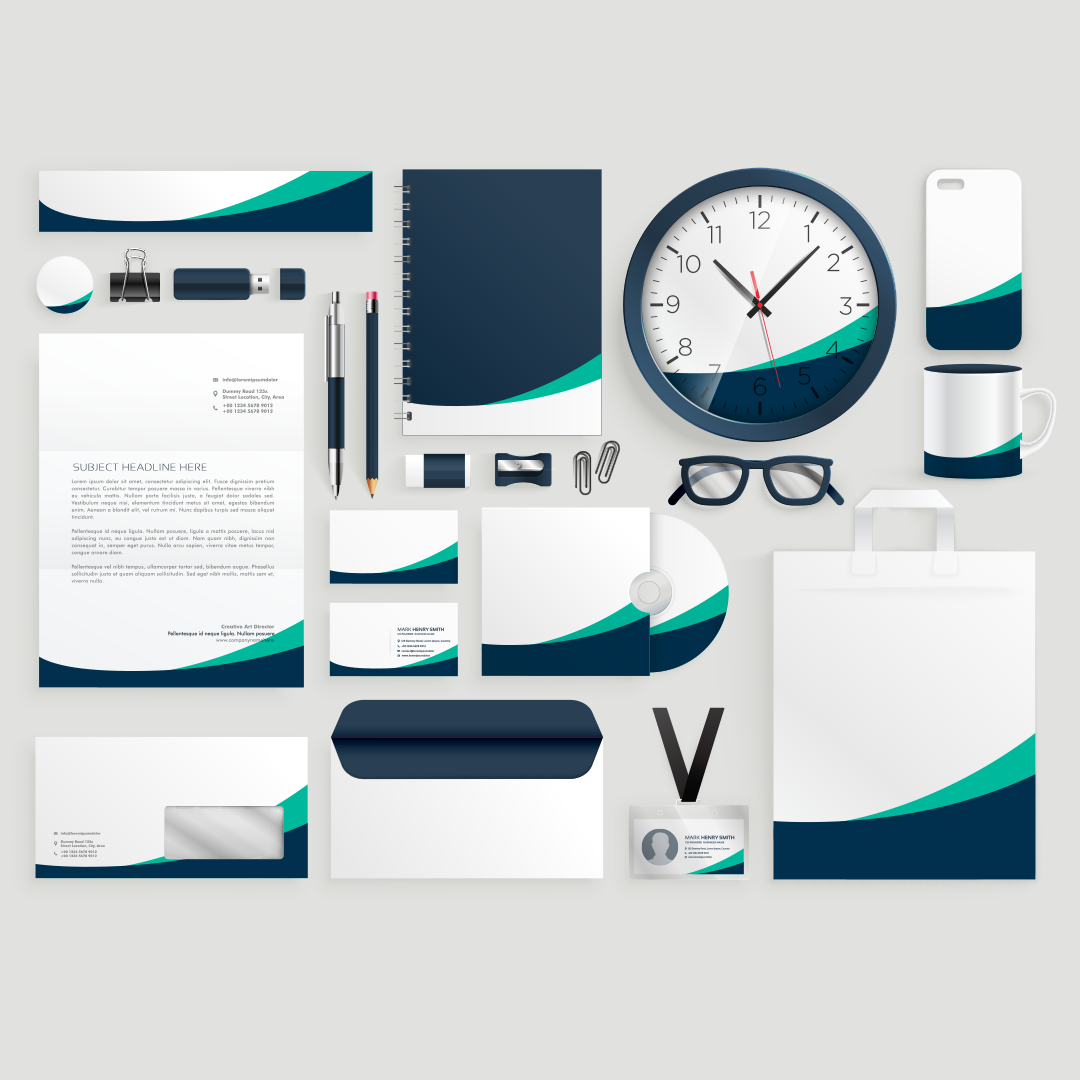 12
1
2
3
4
5
6
7
8
9
10
11
info@loremipsumdolor
Dummy Road 123s
Street Location, City, Area
+00 1234 5678 9012
+00 1234 5678 9012
SUBJECT HEADLINE HERE
Lorem ipsum dolor sit amet, consectetur adipiscing elit. Fusce dignissim pretium
consectetur. Curabitur tempor posuere massa in varius. Pellentesque viverra nibh
eu vehicula mattis. Nullam porta facilisis justo, a feugiat dolor sodales sed.
Vestibulum neque nisi, elementum tincidunt metus sit amet, egestas bibendum
enim. Aenean a blandit elit, vel rutrum mi. Nunc dapibus turpis sed massa aliquet
tincidunt.
Pellentesque id neque ligula. Nullam posuere, ligula a mattis posuere, lacus nisl
adipiscing nunc, eu congue justo est ut diam. Nam quam nibh, dignissim non
consequat in, semper eget purus. Nulla arcu sapien, viverra vitae metus tempor,
congue ornare diam.
Pellentesque vel nibh tempus, ullamcorper tortor sed, bibendum augue. Phasellus
sollicitudin justo at quam aliquam sollicitudin. Sed eget nibh mollis, mattis sem et,
viverra nulla.
Creative Art Director
Pellentesque id neque ligula. Nullam posuere
www.companyname
MARK HENRY SMITH
info@loremipsumdolor
Dummy Road 123s
Street Location, City, Area
+00 1234 5678 9012
+00 1234 5678 9012
MARK HENRY SMITH